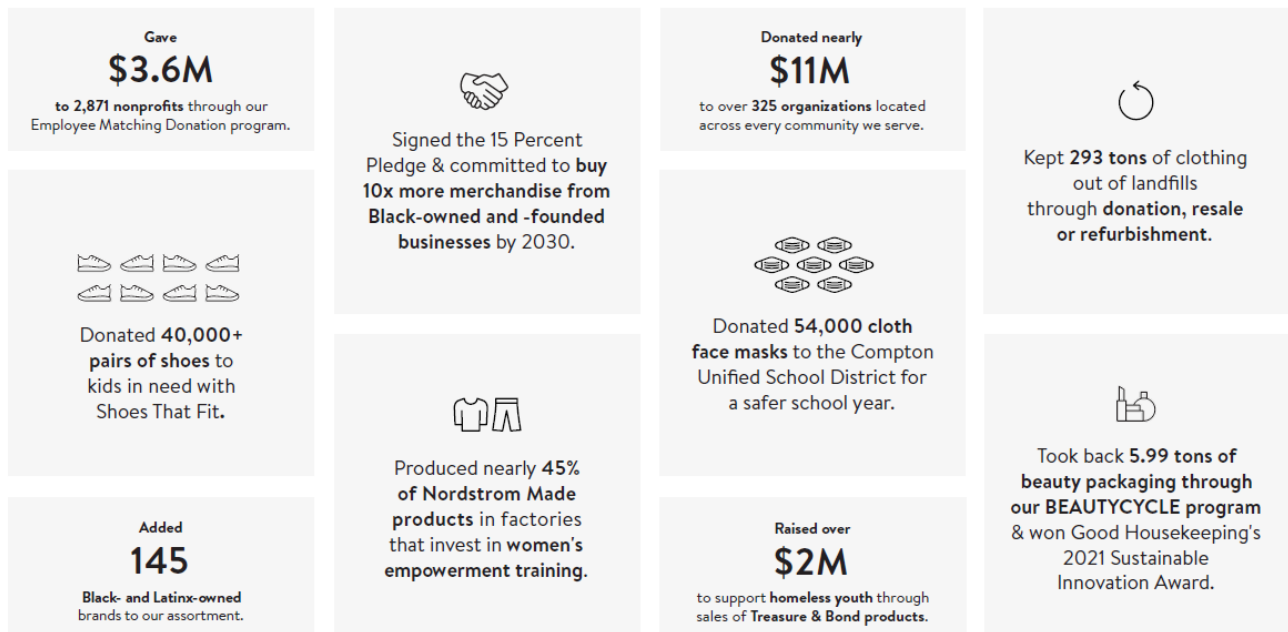 Gave
$3.6M
to 2,871 nonprofits through our
Employee Matching Donation program.
Donated 40,000+
pairs of shoes to
kids in need with
Shoes That Fit.
Added
145
Black- and Latinx-owned
brands to our assortment.
Signed the 15 Percent
Pledge & committed to buy
10x more merchandise from
Black-owned and -founded
businesses by 2030.
Produced nearly 45%
of Nordstrom Made
products in factories
that invest in women's
empowerment training.
Donated nearly
$11M
to over 325 organizations located
across every community we serve.
Donated 54,000 cloth
face masks to the Compton
Unified School District for
a safer school year.
Raised over
$2M
to support homeless youth through
sales of Treasure & Bond products.
Kept 293 tons of clothing
out of landfills
through donation, resale
or refurbishment.
Took back 5.99 tons of
beauty packaging through
our BEAUTYCYCLE program
& won Good Housekeeping's
2021 Sustainable
Innovation Award.